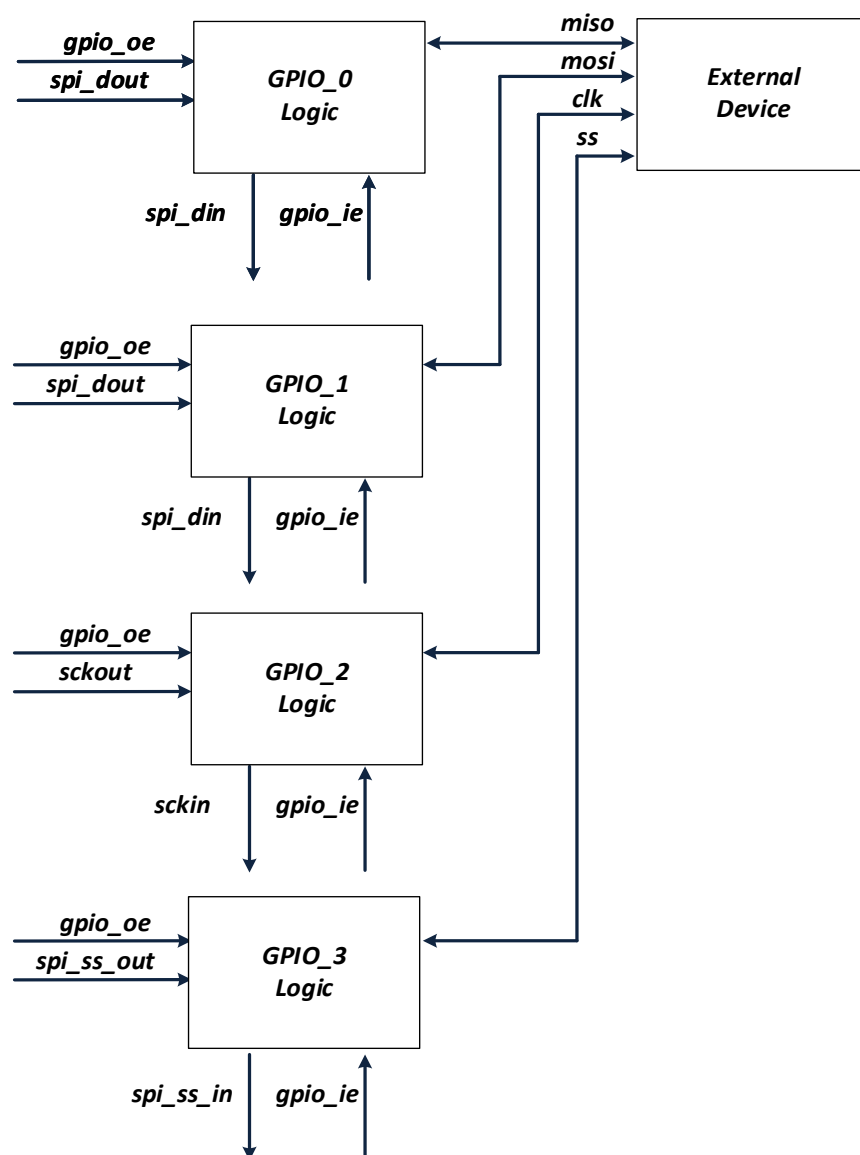 gpio_oe
spi_dout
GPIO_0
Logic
miso
mosi
clk
ss
External
Device
spi_din
gpio_ie
gpio_oe
spi_dout
GPIO_1
Logic
spi_din
gpio_ie
gpio_oe
sckout
GPIO_2
Logic
sckin
gpio_ie
gpio_oe
spi_ss_out
GPIO_3
Logic
spi_ss_in
gpio_ie